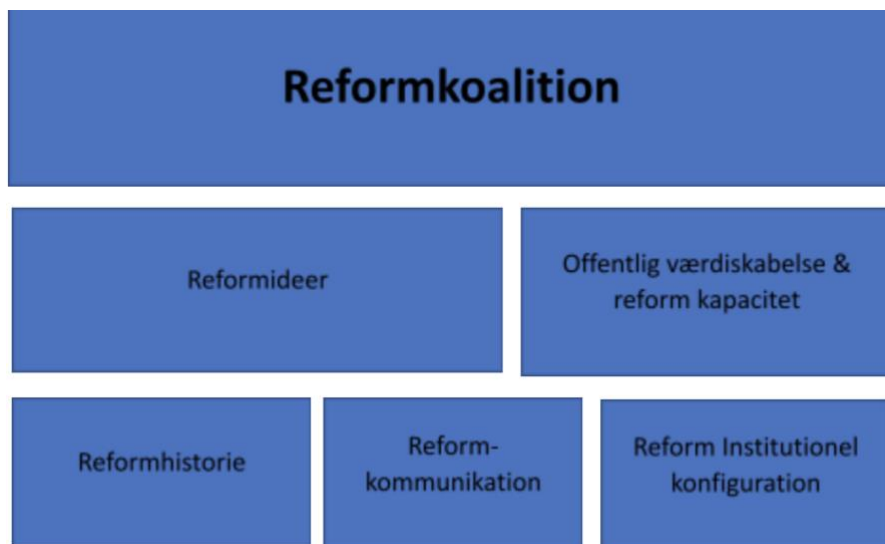 Reformkoalition
Reformideer
Offentlig værdiskabelse &
reform kapacitet
Reformhistorie
Reform-
kommunikation
Reform Institutionel
konfiguration